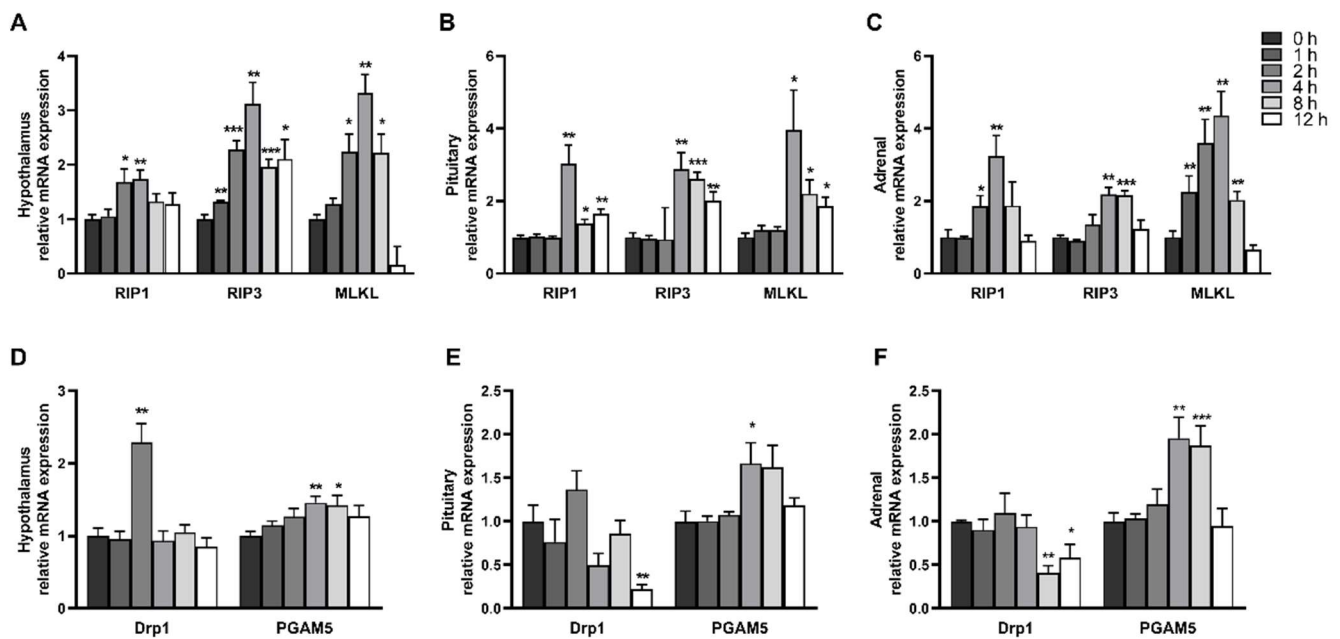 A
Hypothalamus
relative mRNA expression
4
3
2
1
0
*
**
**
***
**
***
*
*
**
*
RIP1
RIP3
MLKL
B
Pituitary
relative mRNA expression
6
4
2
0
**
*
**
**
***
**
*
*
*
RIP1
RIP3
MLKL
C
Adrenal
relative mRNA expression
6
4
2
0
*
**
**
***
**
**
**
**
RIP1
RIP3
MLKL
0 h
1 h
2 h
4 h
8 h
12 h
D
Hypothalamus
relative mRNA expression
3
2
1
0
**
**
*
Drp1
PGAM5
E
Pituitary
relative mRNA expression
2.5
2.0
1.5
1.0
0.5
0.0
**
*
Drp1
PGAM5
F
Adrenal
relative mRNA expression
2.5
2.0
1.5
1.0
0.5
0.0
**
*
**
***
Drp1
PGAM5